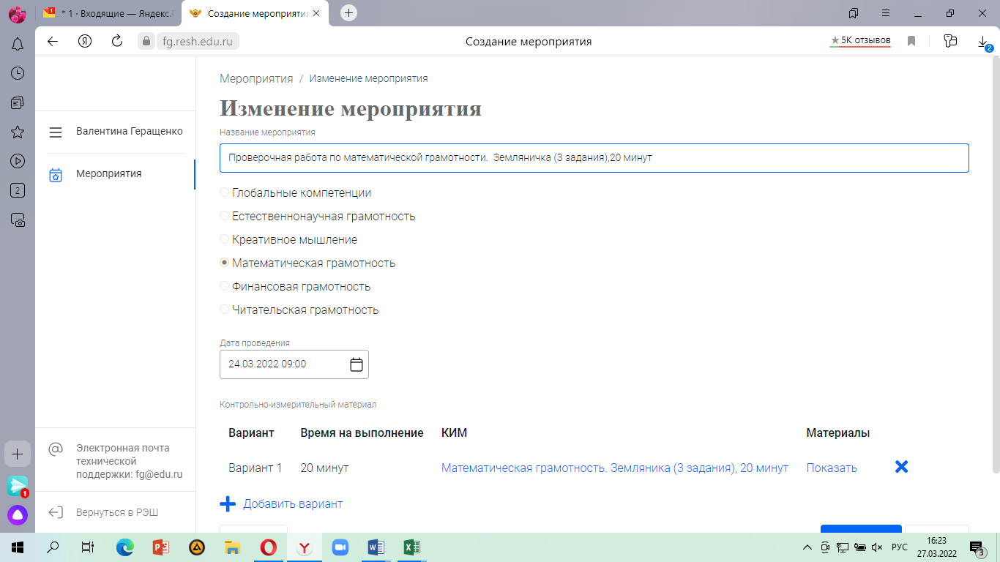 * 1 · Входящие — Яндекс.
Создание мероприятия
fg.resh.edu.ru
Создание мероприятия
★ 5K отзывов
2
2
1
Валентина Геращенко
Мероприятия
Мероприятия / Изменение мероприятия
Изменение мероприятия
Название мероприятия
Проверочная работа по математической грамотности. Земляничка (3 задания),20 минут
Глобальные компетенции
Естественнонаучная грамотность
Креативное мышление
Математическая грамотность
Финансовая грамотность
Читательская грамотность
Дата проведения
24.03.2022 09:00
Контрольно-измерительный материал
Вариант Время на выполнение КИМ Материалы
Вариант 1 20 минут Математическая грамотность. Земляника (3 задания), 20 минут Показать
Добавить вариант
Электронная почта
технической
поддержки: fg@edu.ru
Вернуться в РЭШ
РУС
16:23
27.03.2022
3